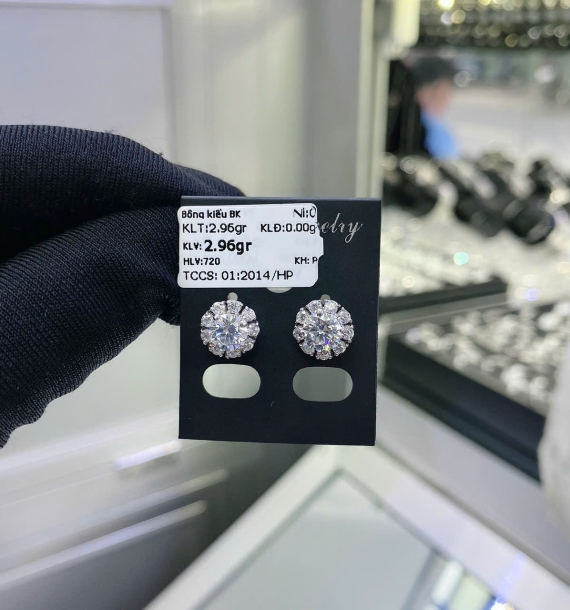 Bông kiểu BK NI:0
KLT:2.96gr KLĐ:0.00g
elry
KLV: 2.96gr
HLV:720 KH: P
TCCS: 01:2014/HP